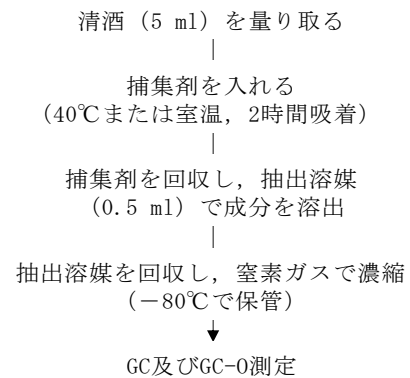 清酒（5 ml）を量り取る
捕集剤を入れる
（40℃または室温，2時間吸着）
捕集剤を回収し，抽出溶媒
（0.5 ml）で成分を溶出
抽出溶媒を回収し，窒素ガスで濃縮
（－80℃で保管）
GC及びGC-O測定